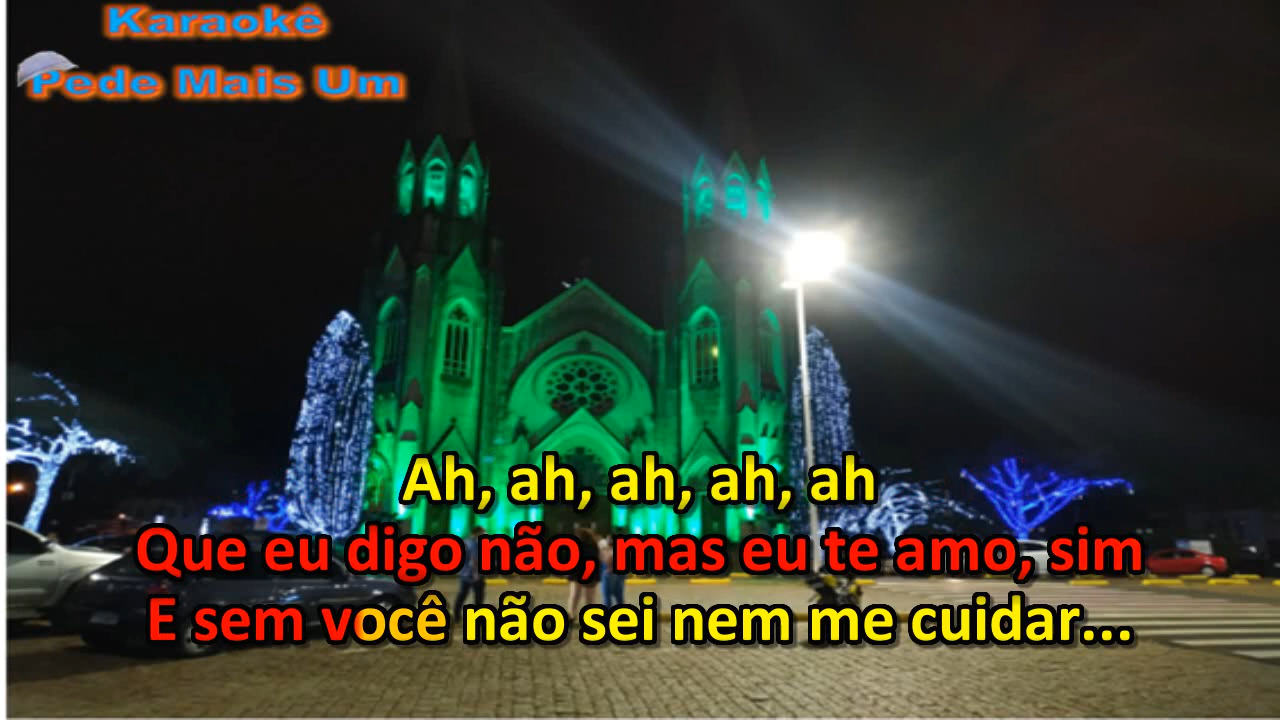 Karaokê
Pede Mais Um
Ah, ah, ah, ah, ah
Que eu digo não, mas eu te amo, sim
E sem você não sei nem me cuidar...